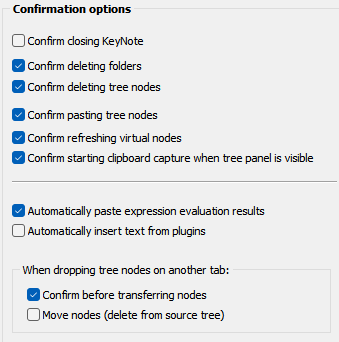 Confirmation options
Confirm closing KeyNote
Confirm deleting folders
Confirm deleting tree nodes
Confirm pasting tree nodes
Confirm refreshing virtual nodes
Confirm starting clipboard capture when tree panel is visible
Automatically paste expression evaluation results
Automatically insert text from plugins
When dropping tree nodes on another tab:
Confirm before transferring nodes
Move nodes (delete from source tree)